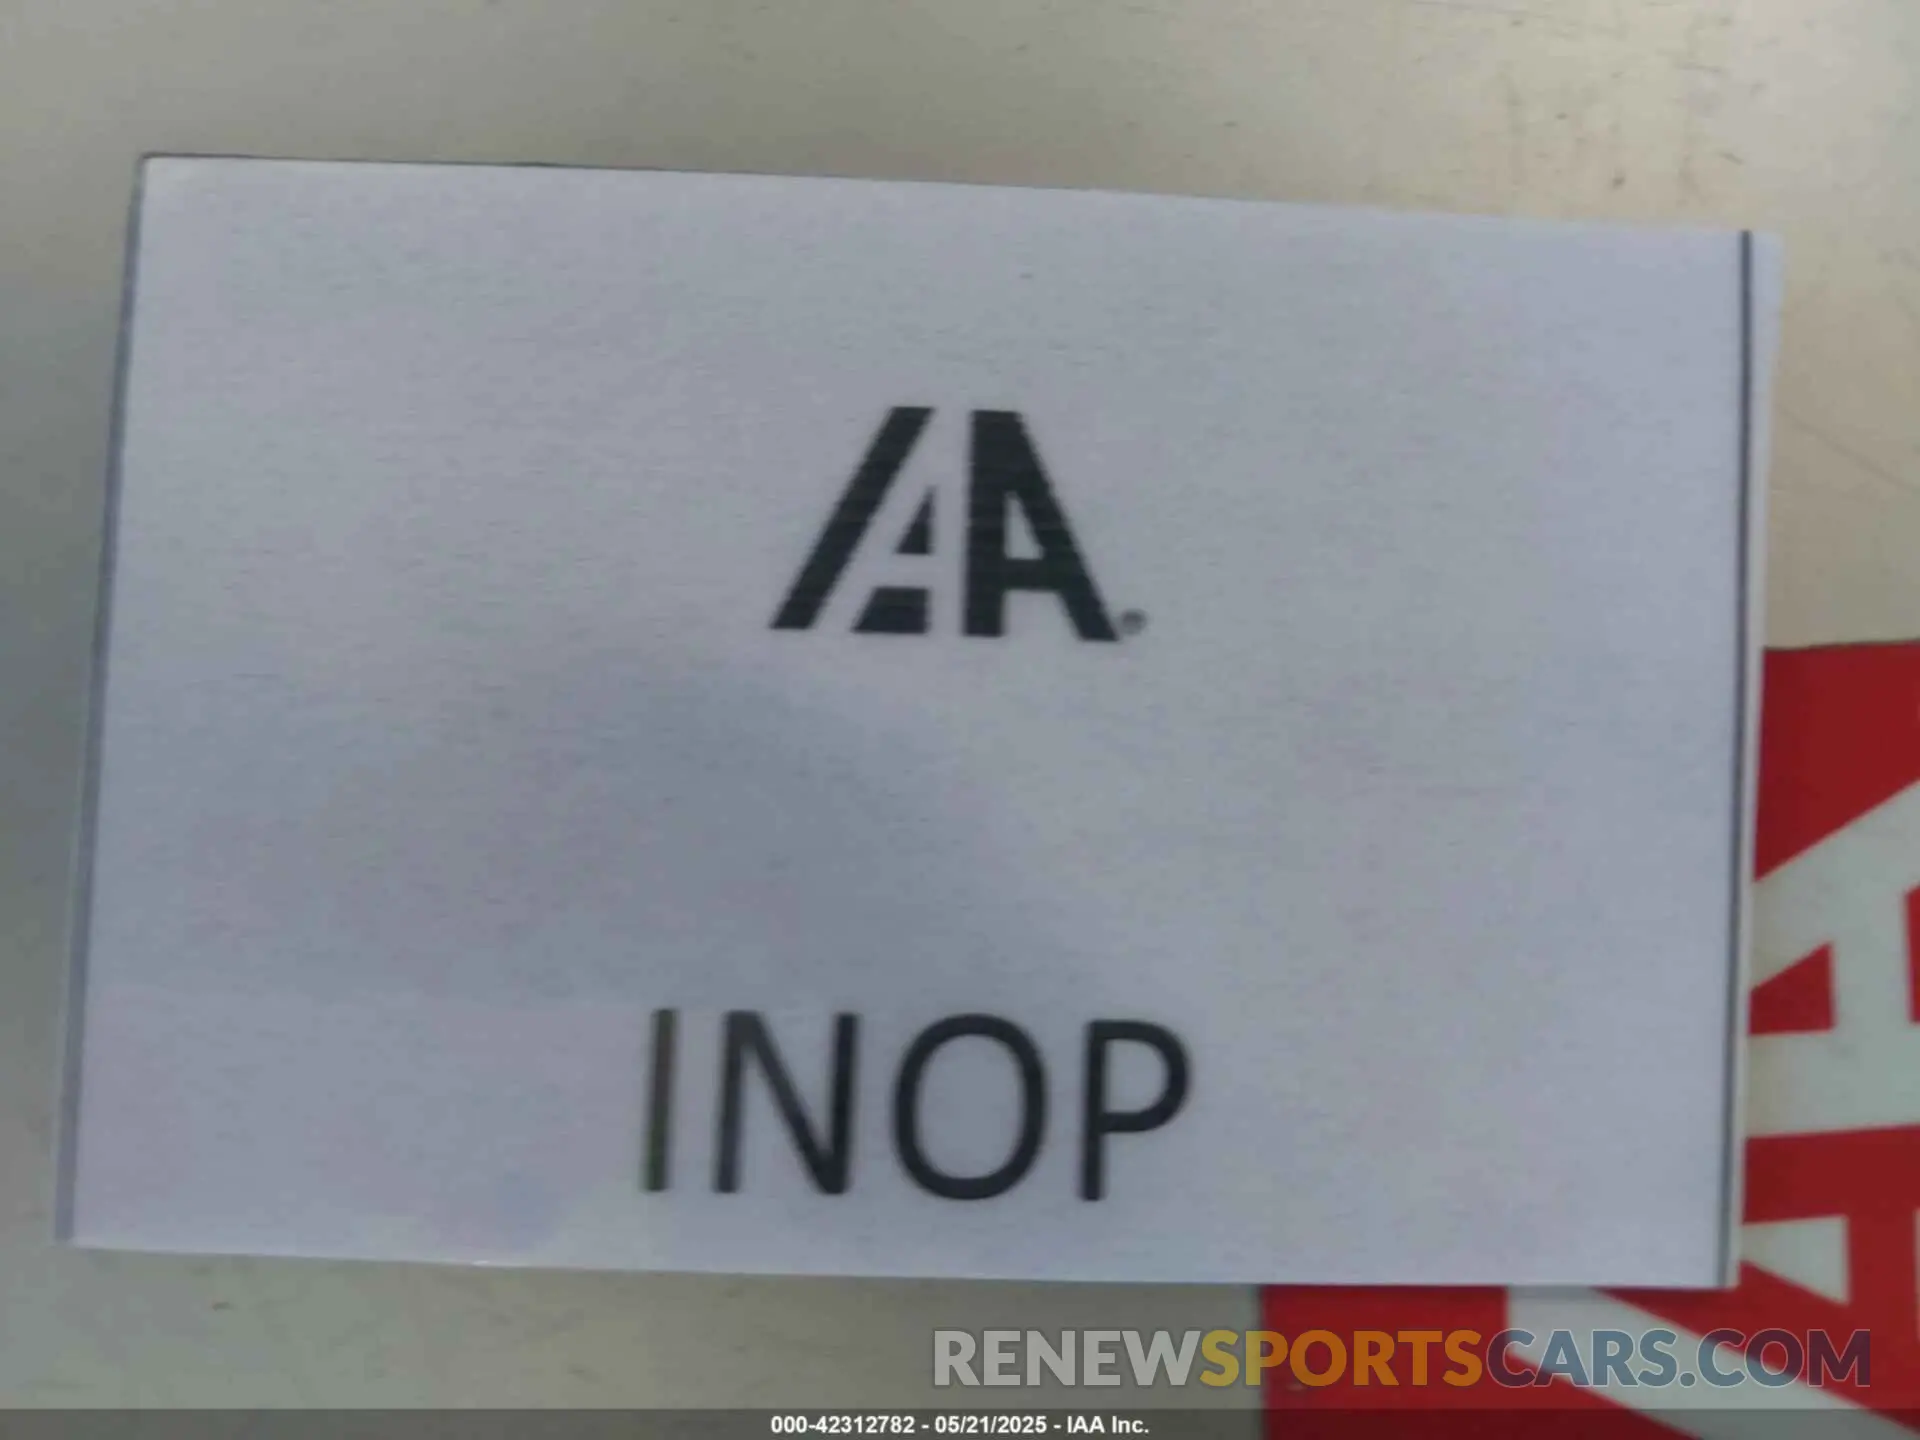 IAA®
INOP
RENEWSPORTSCARS.COM
000-42312782 - 05/21/2025 - IAA Inc.